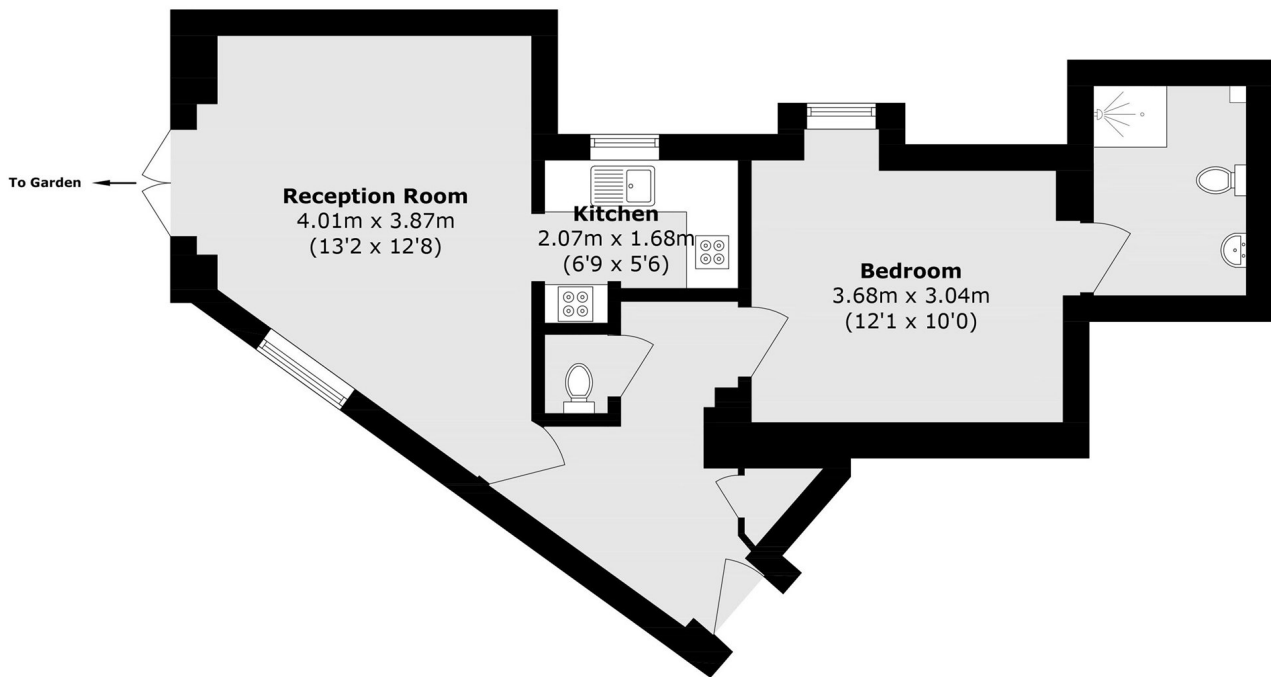 To Garden
Reception Room
4.01m x 3.87m
(13'2 x 12'8)
Kitchen
2.07m x 1.68m
(6'9 x 5'6)
Bedroom
3.68m x 3.04m
(12'1 x 10'0)